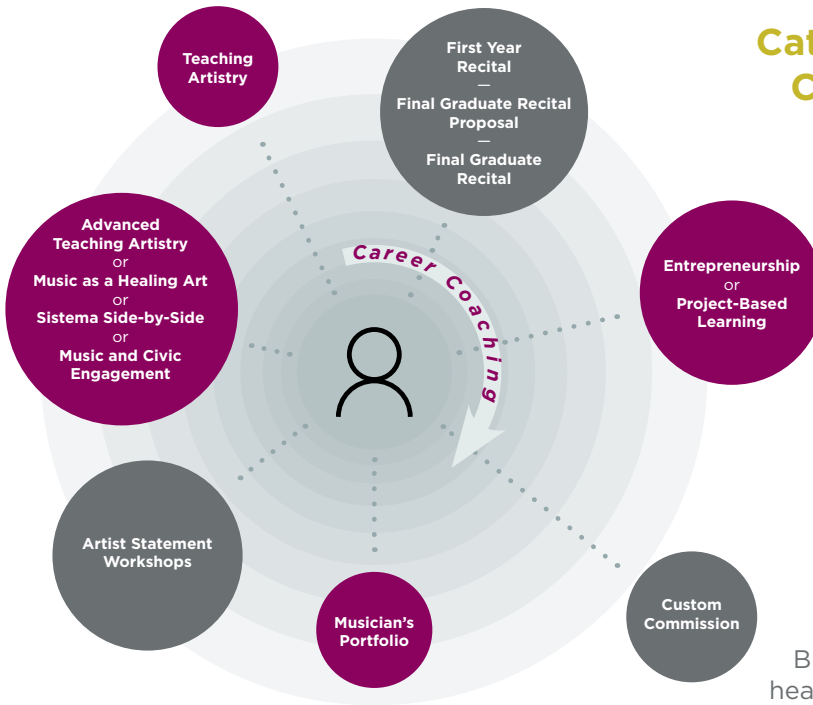 Teaching
Artistry
First Year
Recital
—
Final Graduate Recital
Proposal
—
Final Graduate
Recital
Cat
C
Advanced
Teaching Artistry
or
Music as a Healing Art
or
Sistema Side-by-Side
or
Music and Civic
Engagement
Career Coaching
Entrepreneurship
or
Project-Based
Learning
Artist Statement
Workshops
Musician’s
Portfolio
Custom
Commission
B
hea